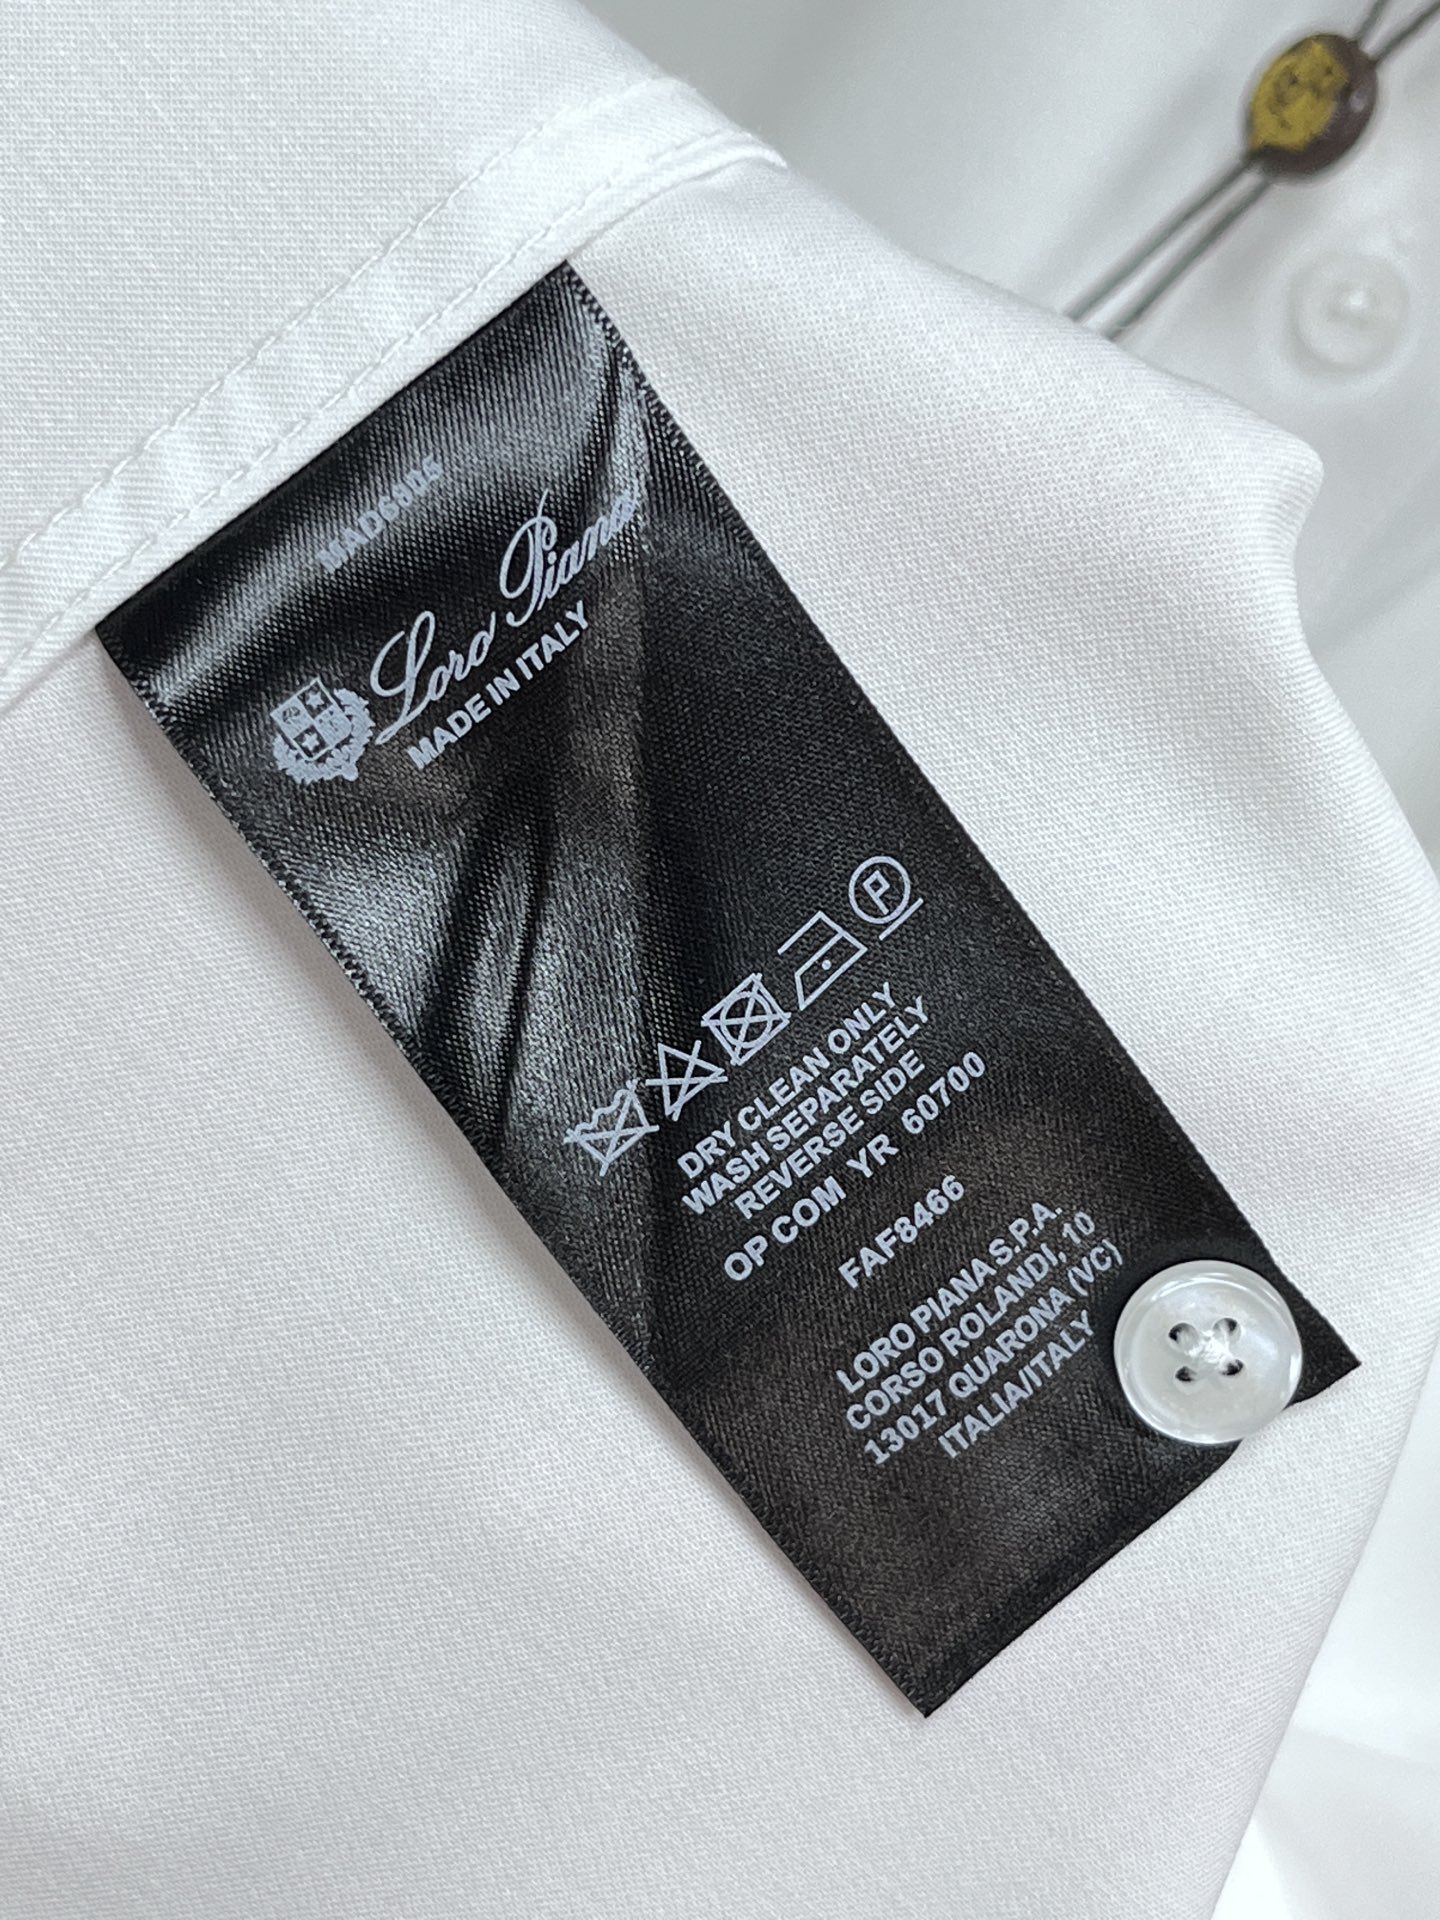 Loro Piana
MADE IN ITALY
P
DRY CLEAN ONLY
WASH SEPARATELY
REVERSE SIDE
OP COM YR 60700
FAF8466
LORO PIANA S.P.A.
CORSO ROLANDI, 10
13017 QUARONA (VC)
ITALIA/ITALY